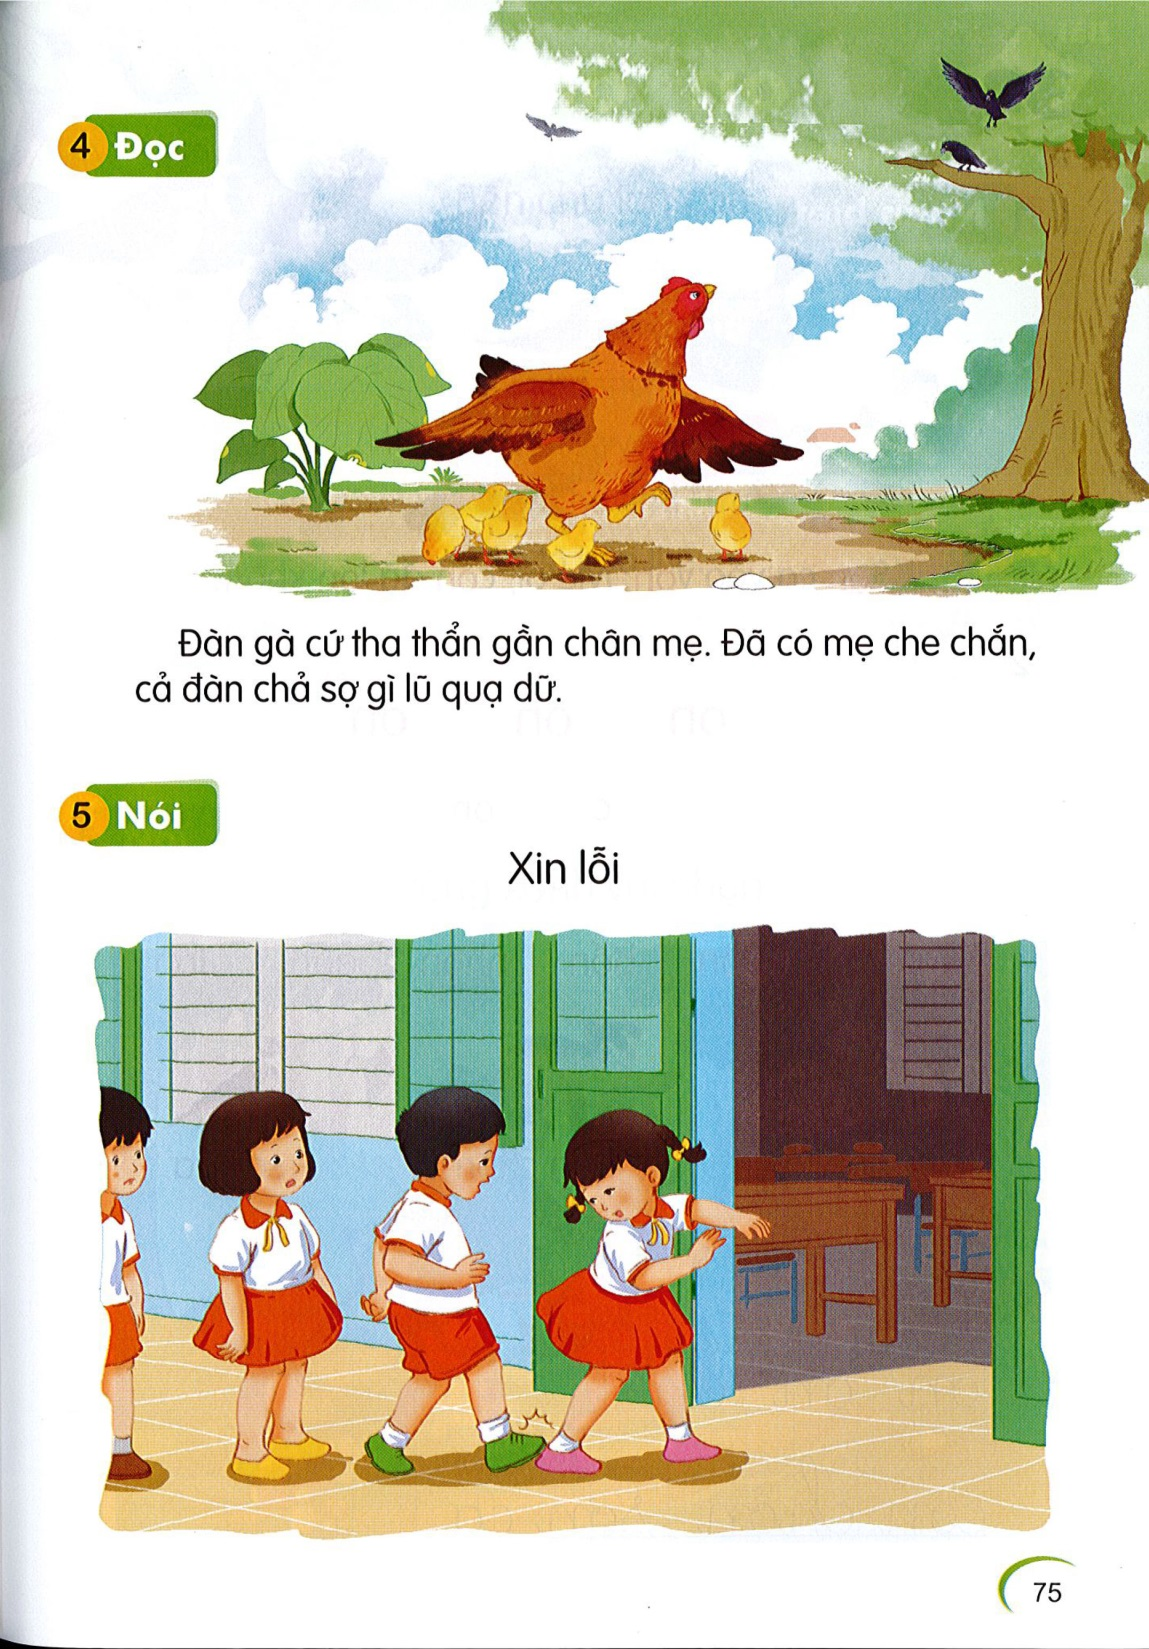 4 Đọc
Đàn gà cứ tha thẩn gần chân mẹ. Đã có mẹ che chắn,
cả đàn chả sợ gì lũ quạ dữ.
5 Nói
Xin lỗi
75